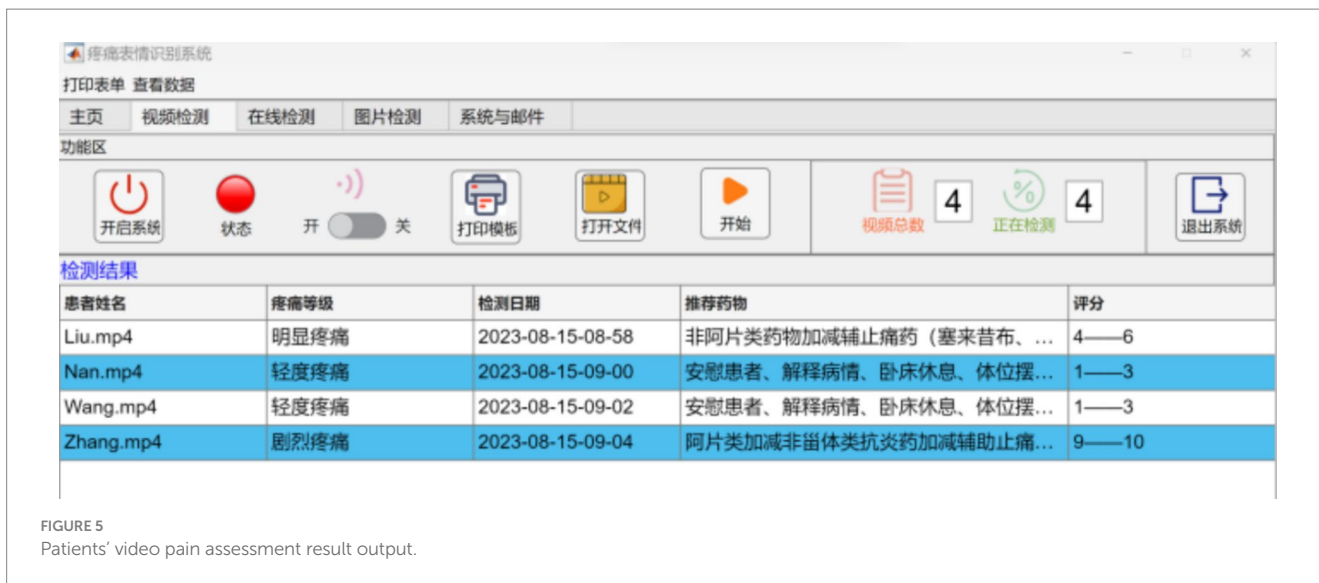 疼痛表情识别系统
打印表单 查看数据
主页 视频检测 在线检测 图片检测 系统与邮件
功能区
开启系统 状态 开 关 打印模板 打开文件 开始 视频总数 4 正在检测 4 退出系统
检测结果
患者姓名 疼痛等级 检测日期 推荐药物 评分
Liu.mp4 明显疼痛 2023-08-15-08-58 非阿片类药物加减辅止痛药（塞来昔布、... 4——6
Nan.mp4 轻度疼痛 2023-08-15-09-00 安慰患者、解释病情、卧床休息、体位摆... 1——3
Wang.mp4 轻度疼痛 2023-08-15-09-02 安慰患者、解释病情、卧床休息、体位摆... 1——3
Zhang.mp4 剧烈疼痛 2023-08-15-09-04 阿片类加减非甾体类抗炎药加减辅助止痛... 9——10
FIGURE 5
Patients' video pain assessment result output.